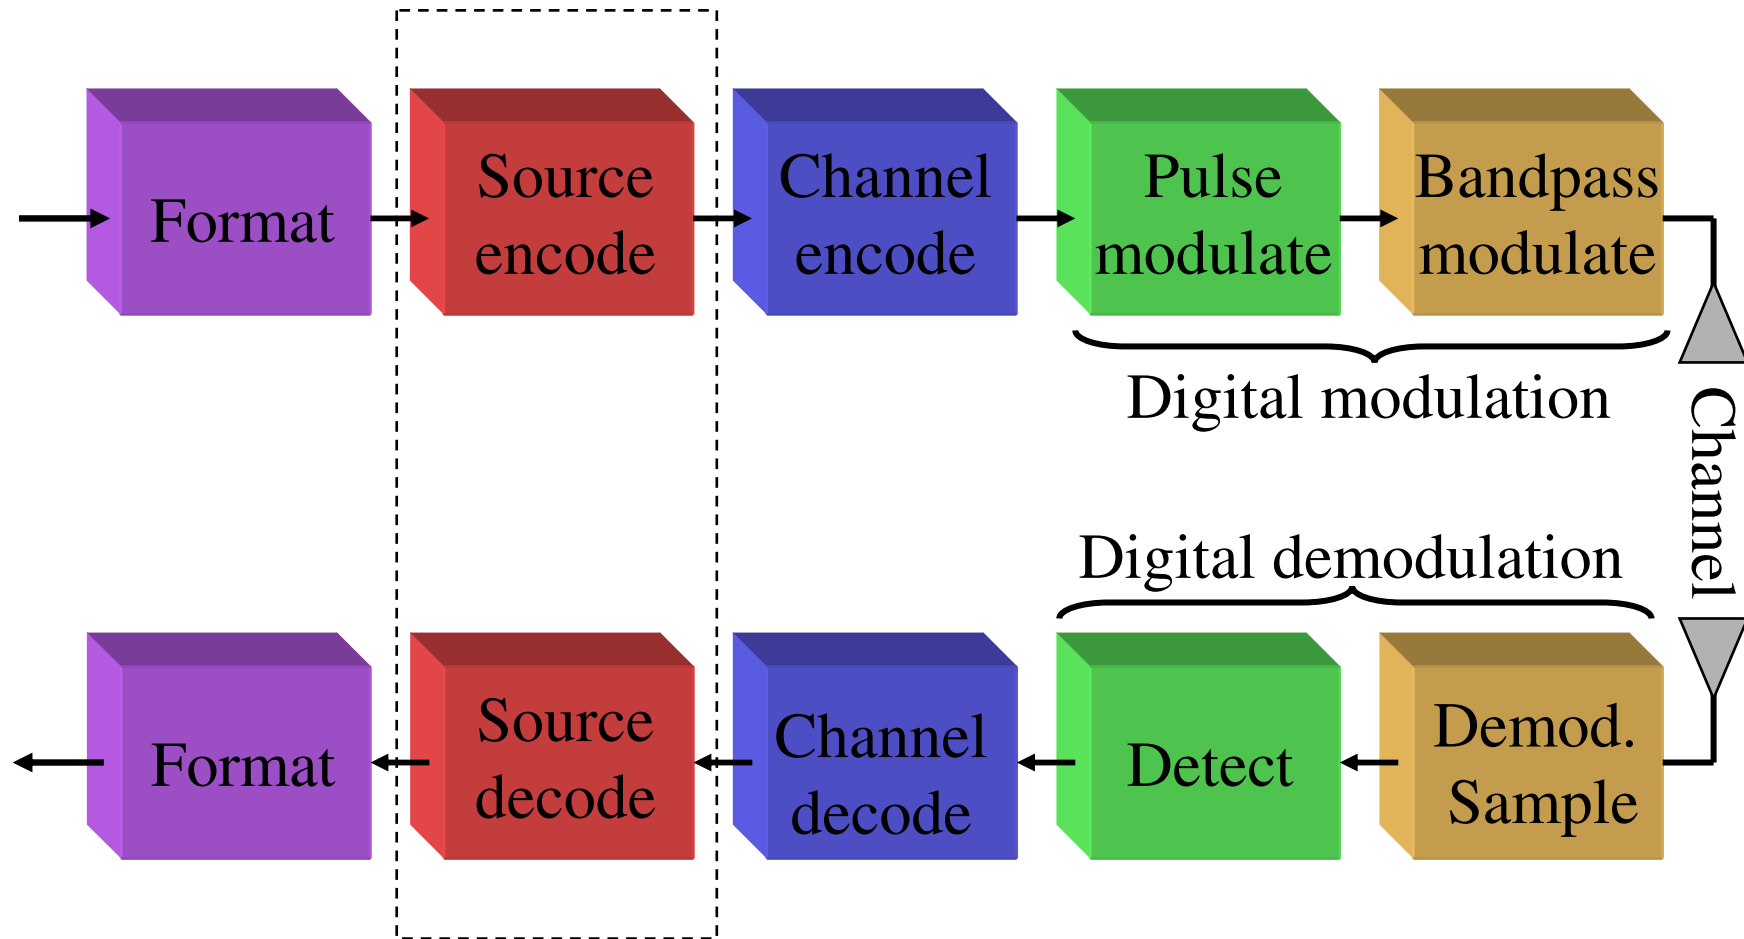 Format
Source
encode
Channel
encode
Pulse
modulate
Bandpass
modulate
Digital modulation
Channel
Digital demodulation
Format
Source
decode
Channel
decode
Detect
Demod.
Sample